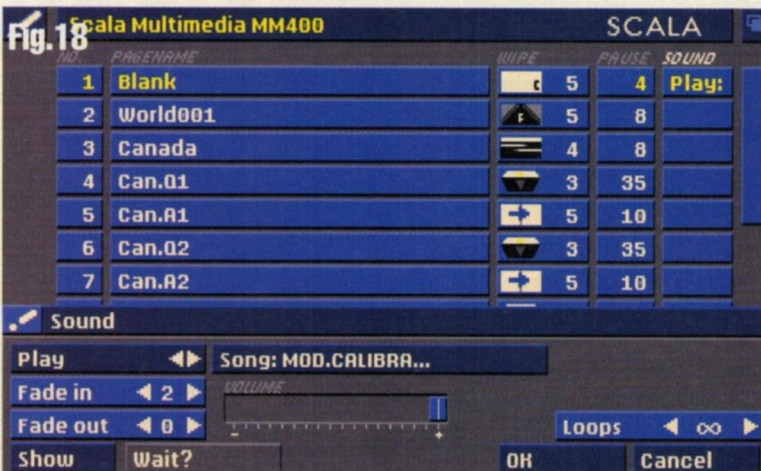 Fig.18
Scala Multimedia MM400 SCALA
NO. PAGENAME WIPE PAUSE SOUND
1 Blank 5 4 Play:
2 World001 5 8
3 Canada 4 8
4 Can.Q1 3 35
5 Can.A1 5 10
6 Can.Q2 3 35
7 Can.A2 5 10
Sound
Play Song: MOD.CALIBRA...
Fade in 2 VOLUME
Fade out 0 - + Loops ∞
Show Wait? OK Cancel